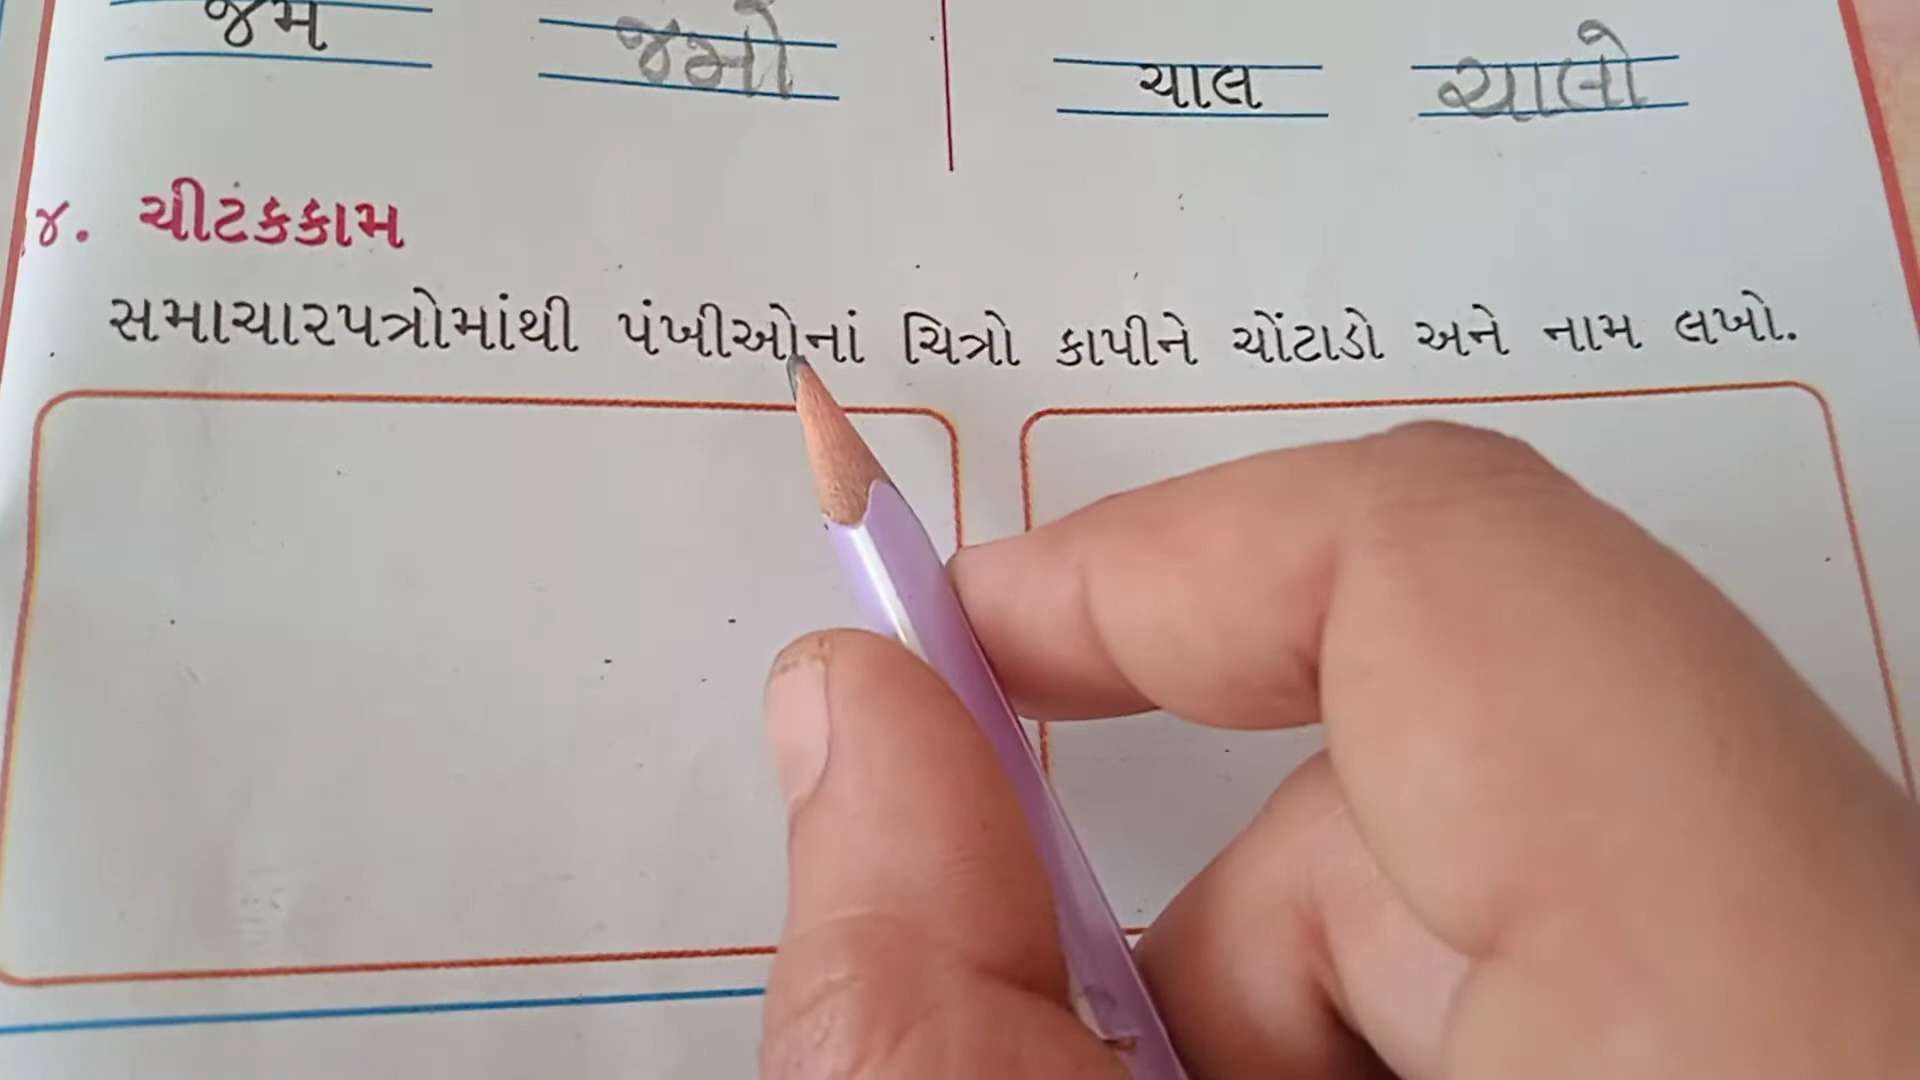 જમ જમો ચાલ ચાલો
૪. ચીટકકામ
સમાચારપત્રોમાંથી પંખીઓનાં ચિત્રો કાપીને ચોંટાડો અને નામ લખો.